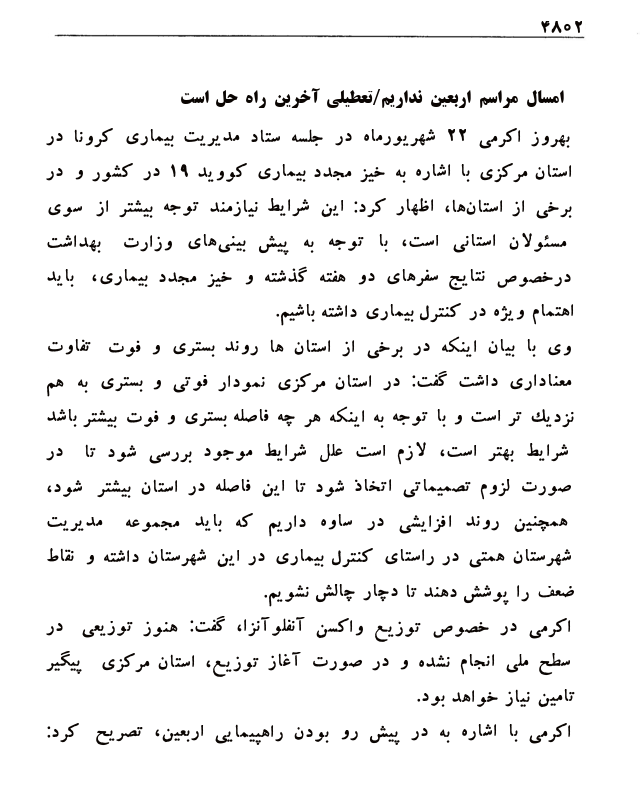 ۴۸۰۲
امسال مراسم اربعین نداریم/تعطیلی آخرین راه حل است
بهروز اکرمی ۲۲ شهریورماه در جلسه ستاد مدیریت بیماری کرونا در
استان مرکزی با اشاره به خیز مجدد بیماری کووید ۱۹ در کشور و در
برخی از استان‌ها، اظهار کرد: این شرایط نیازمند توجه بیشتر از سوی
مسئولان استانی است، با توجه به پیش بینی‌های وزارت بهداشت
درخصوص نتایج سفرهای دو هفته گذشته و خیز مجدد بیماری، باید
اهتمام ویژه در کنترل بیماری داشته باشیم.
وی با بیان اینکه در برخی از استان ها روند بستری و فوت تفاوت
معناداری داشت گفت: در استان مرکزی نمودار فوتی و بستری به هم
نزدیك تر است و با توجه به اینکه هر چه فاصله بستری و فوت بیشتر باشد
شرایط بهتر است، لازم است علل شرایط موجود بررسی شود تا در
صورت لزوم تصمیماتی اتخاذ شود تا این فاصله در استان بیشتر شود،
همچنین روند افزایشی در ساوه داریم که باید مجموعه مدیریت
شهرستان همتی در راستای کنترل بیماری در این شهرستان داشته و نقاط
ضعف را پوشش دهند تا دچار چالش نشویم.
اکرمی در خصوص توزیع واکسن آنفلوآنزا، گفت: هنوز توزیعی در
سطح ملی انجام نشده و در صورت آغاز توزیع، استان مرکزی پیگیر
تامین نیاز خواهد بود.
اکرمی با اشاره به در پیش رو بودن راهپیمایی اربعین، تصریح کرد: